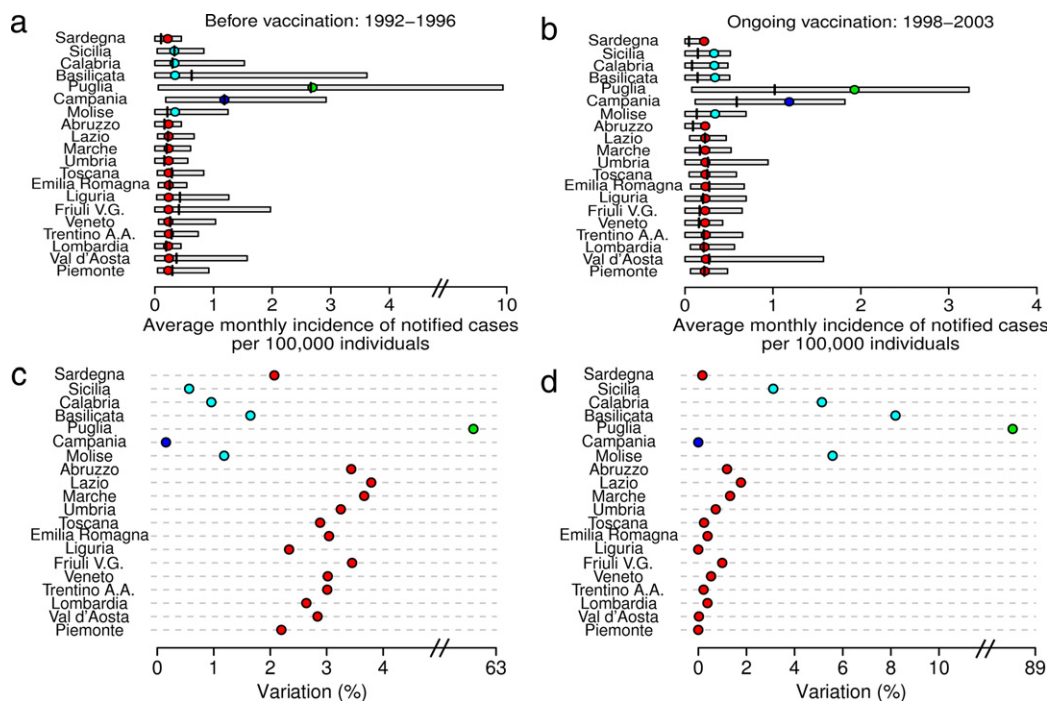 a
Before vaccination: 1992–1996
Sardegna
Sicilia
Calabria
Basilicata
Puglia
Campania
Molise
Abruzzo
Lazio
Marche
Umbria
Toscana
Emilia Romagna
Liguria
Friuli V.G.
Veneto
Trentino A.A.
Lombardia
Val d'Aosta
Piemonte
0 1 2 3 4 // 10
Average monthly incidence of notified cases
per 100,000 individuals
b
Ongoing vaccination: 1998–2003
Sardegna
Sicilia
Calabria
Basilicata
Puglia
Campania
Molise
Abruzzo
Lazio
Marche
Umbria
Toscana
Emilia Romagna
Liguria
Friuli V.G.
Veneto
Trentino A.A.
Lombardia
Val d'Aosta
Piemonte
0 1 2 3 4
Average monthly incidence of notified cases
per 100,000 individuals
c
Sardegna
Sicilia
Calabria
Basilicata
Puglia
Campania
Molise
Abruzzo
Lazio
Marche
Umbria
Toscana
Emilia Romagna
Liguria
Friuli V.G.
Veneto
Trentino A.A.
Lombardia
Val d'Aosta
Piemonte
0 1 2 3 4 // 63
Variation (%)
d
Sardegna
Sicilia
Calabria
Basilicata
Puglia
Campania
Molise
Abruzzo
Lazio
Marche
Umbria
Toscana
Emilia Romagna
Liguria
Friuli V.G.
Veneto
Trentino A.A.
Lombardia
Val d'Aosta
Piemonte
0 2 4 6 8 10 // 89
Variation (%)